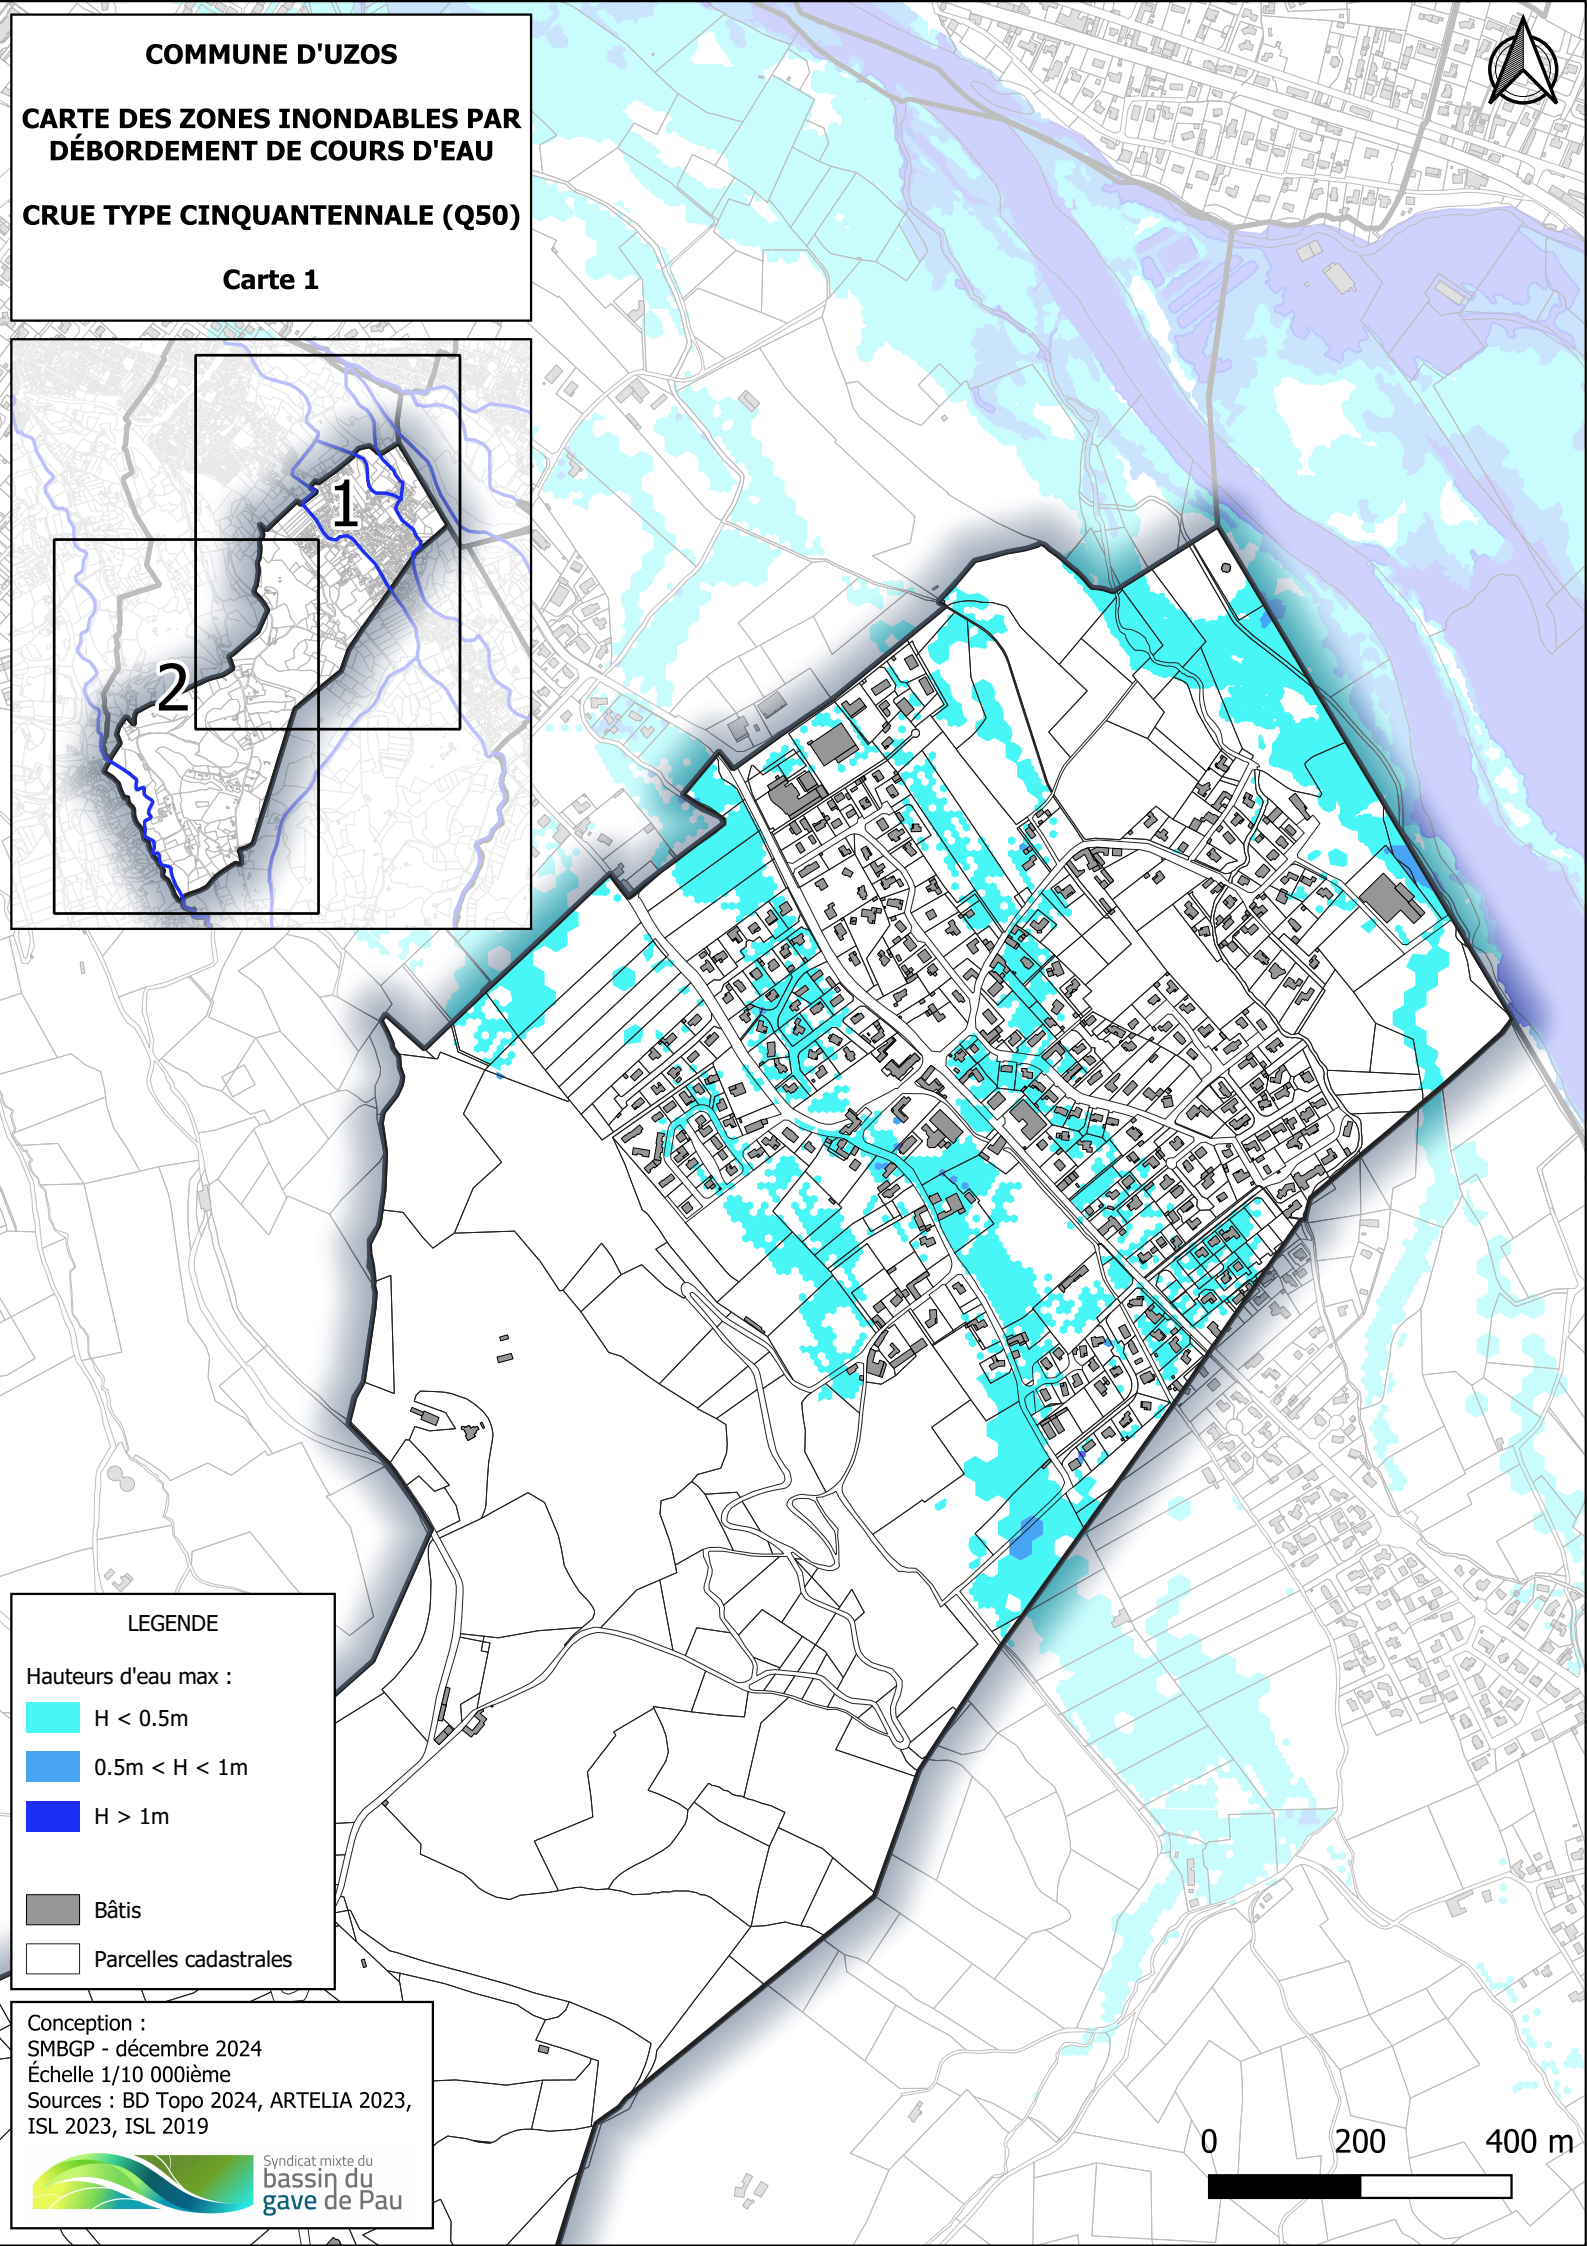 COMMUNE D'UZOS
CARTE DES ZONES INONDABLES PAR
DÉBORDEMENT DE COURS D'EAU
CRUE TYPE CINQUANTENNALE (Q50)
Carte 1
1
2
LEGENDE
Hauteurs d'eau max :
H < 0.5m
0.5m < H < 1m
H > 1m
Bâtis
Parcelles cadastrales
Conception :
SMBGP - décembre 2024
Échelle 1/10 000ième
Sources : BD Topo 2024, ARTELIA 2023,
ISL 2023, ISL 2019
Syndicat mixte du
bassin du
gave de Pau
0 200 400 m